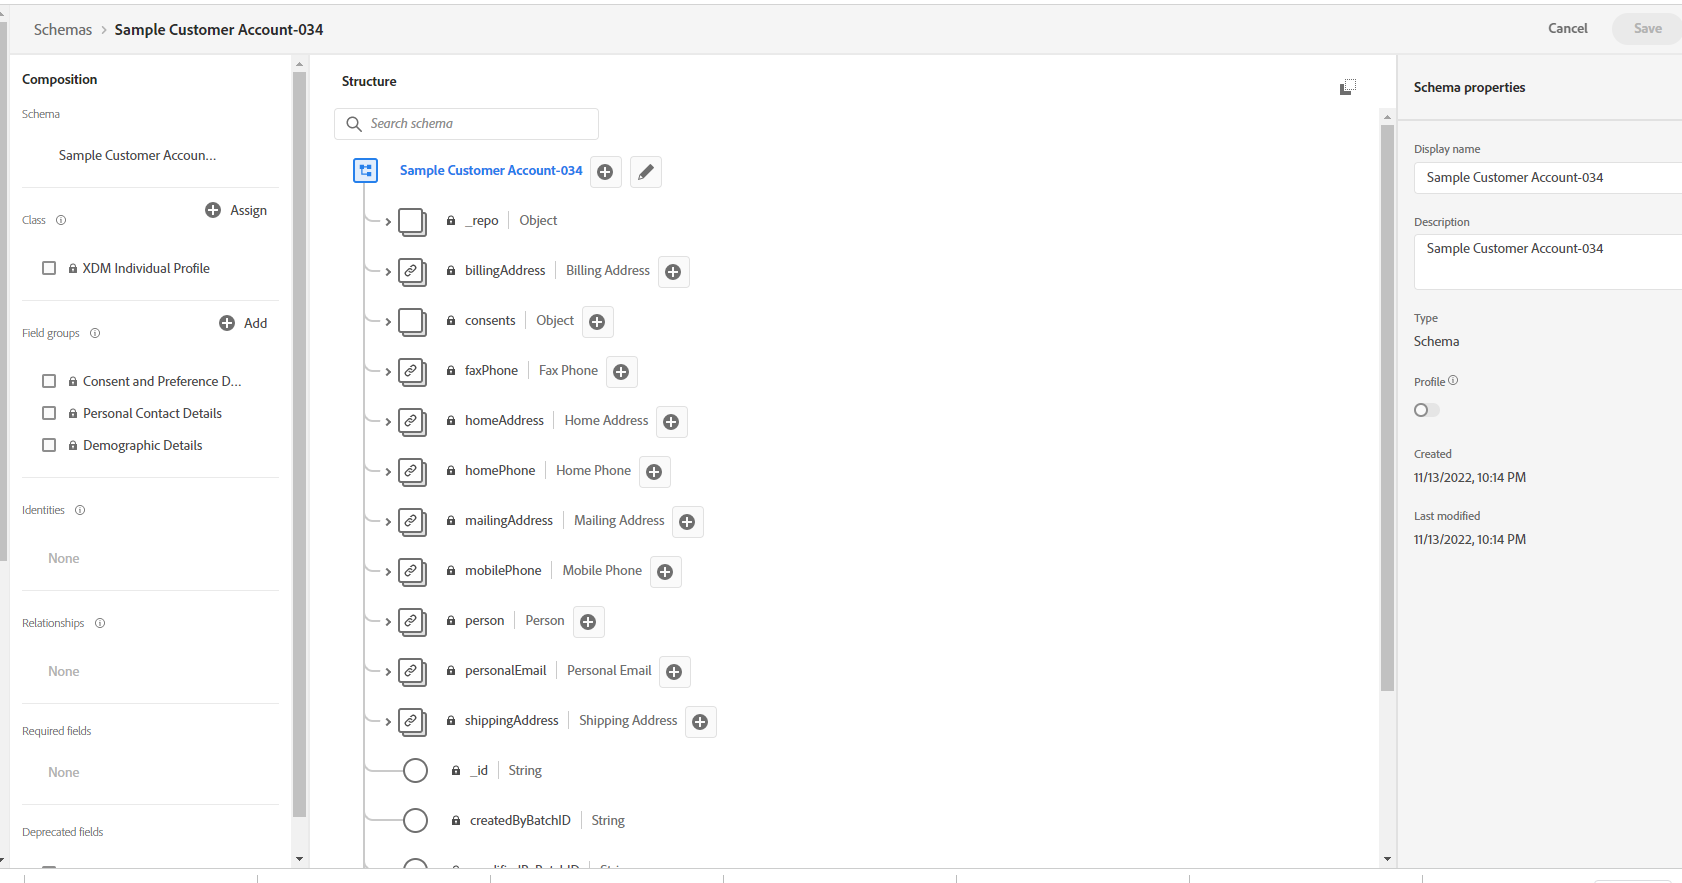 Schemas > Sample Customer Account-034
Cancel
Save
Composition
Schema
Sample Customer Accoun...
Class
Assign
XDM Individual Profile
Field groups
Add
Consent and Preference D...
Personal Contact Details
Demographic Details
Identities
None
Relationships
None
Required fields
None
Deprecated fields
Structure
Search schema
Sample Customer Account-034
_repo | Object
billingAddress | Billing Address
consents | Object
faxPhone | Fax Phone
homeAddress | Home Address
homePhone | Home Phone
mailingAddress | Mailing Address
mobilePhone | Mobile Phone
person | Person
personalEmail | Personal Email
shippingAddress | Shipping Address
_id | String
createdByBatchID | String
Schema properties
Display name
Sample Customer Account-034
Description
Sample Customer Account-034
Type
Schema
Profile
Created
11/13/2022, 10:14 PM
Last modified
11/13/2022, 10:14 PM